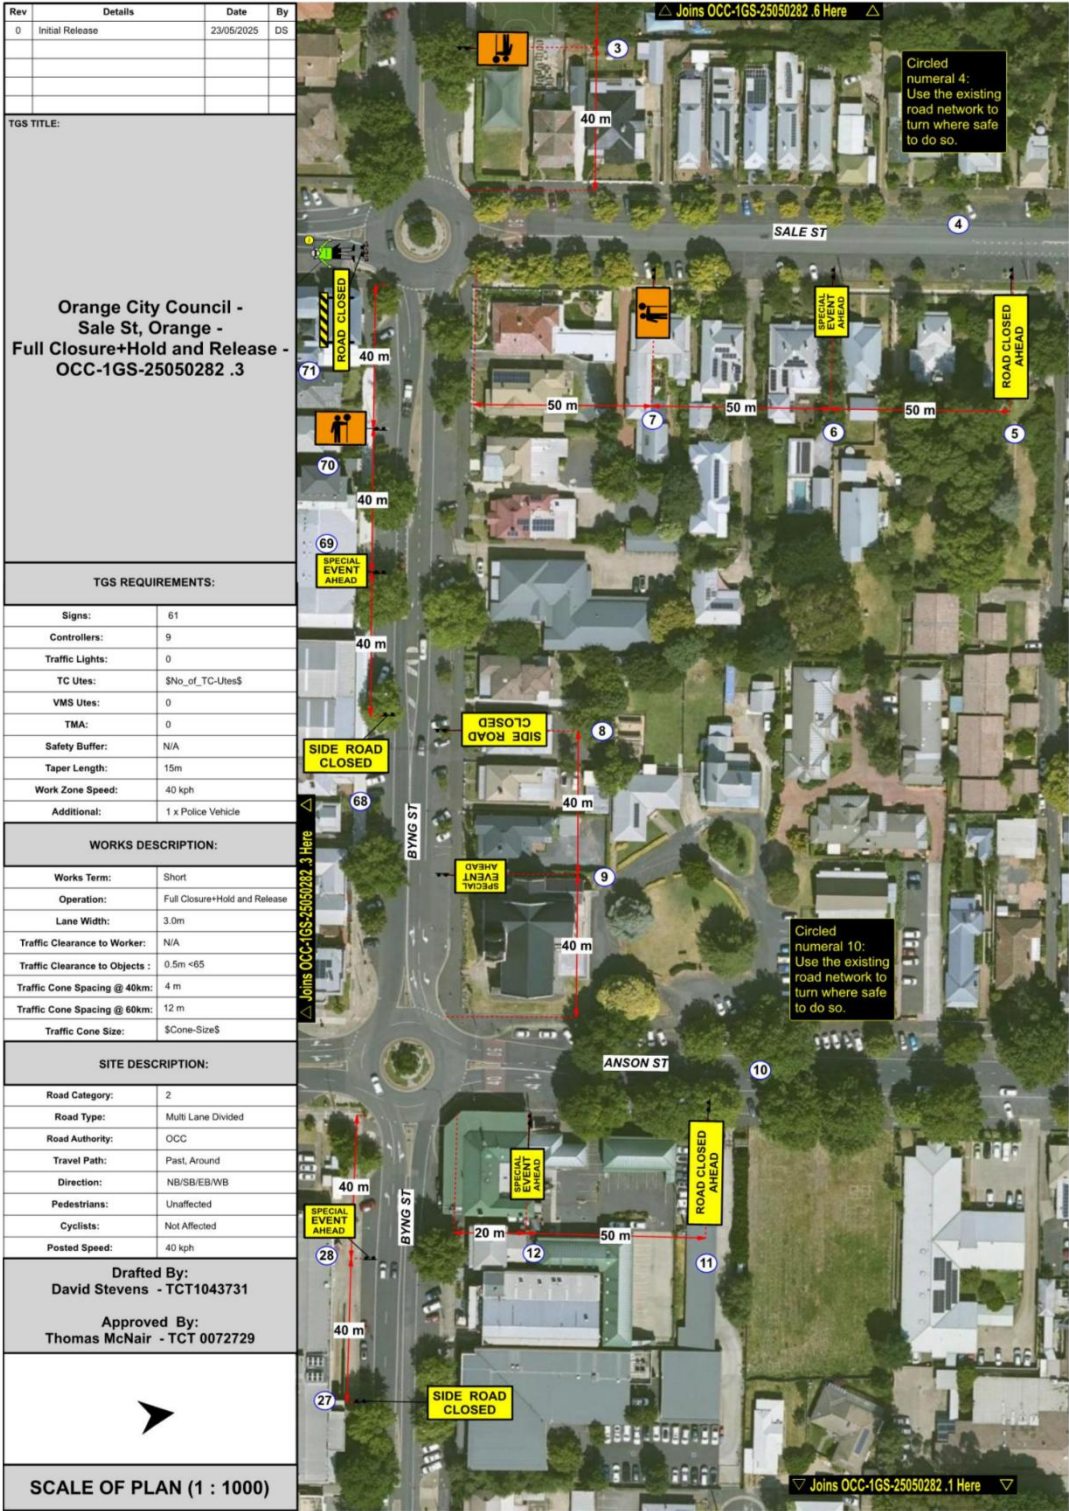 Rev Details Date By
0 Initial Release 23/05/2025 DS
TGS TITLE:
Orange City Council -
Sale St, Orange -
Full Closure+Hold and Release -
OCC-1GS-25050282 .3
TGS REQUIREMENTS:
Signs: 61
Controllers: 9
Traffic Lights: 0
TC Utes: $No_of_TC-Utes$
VMS Utes: 0
TMA: 0
Safety Buffer: N/A
Taper Length: 15m
Work Zone Speed: 40 kph
Additional: 1 x Police Vehicle
WORKS DESCRIPTION:
Works Term: Short
Operation: Full Closure+Hold and Release
Lane Width: 3.0m
Traffic Clearance to Worker: N/A
Traffic Clearance to Objects : 0.5m <65
Traffic Cone Spacing @ 40km: 4 m
Traffic Cone Spacing @ 60km: 12 m
Traffic Cone Size: $Cone-Size$
SITE DESCRIPTION:
Road Category: 2
Road Type: Multi Lane Divided
Road Authority: OCC
Travel Path: Past, Around
Direction: NB/SB/EB/WB
Pedestrians: Unaffected
Cyclists: Not Affected
Posted Speed: 40 kph
Drafted By:
David Stevens - TCT1043731
Approved By:
Thomas McNair - TCT 0072729
SCALE OF PLAN (1 : 1000)
Joins OCC-1GS-25050282 .6 Here
3
40 m
Circled
numeral 4:
Use the existing
road network to
turn where safe
to do so.
4
SALE ST
ROAD CLOSED
71
40 m
70
40 m
69
SPECIAL
EVENT
AHEAD
40 m
SIDE ROAD
CLOSED
68
SPECIAL
EVENT
AHEAD
ROAD CLOSED
AHEAD
50 m
50 m
50 m
7
6
5
SIDE ROAD
CLOSED
8
40 m
BYNG ST
SPECIAL
EVENT
AHEAD
9
40 m
Joins OCC-1GS-25050282 .3 Here
Circled
numeral 10:
Use the existing
road network to
turn where safe
to do so.
ANSON ST
10
SPECIAL
EVENT
AHEAD
ROAD CLOSED
AHEAD
20 m
50 m
12
11
40 m
BYNG ST
SPECIAL
EVENT
AHEAD
28
40 m
27
SIDE ROAD
CLOSED
Joins OCC-1GS-25050282 .1 Here